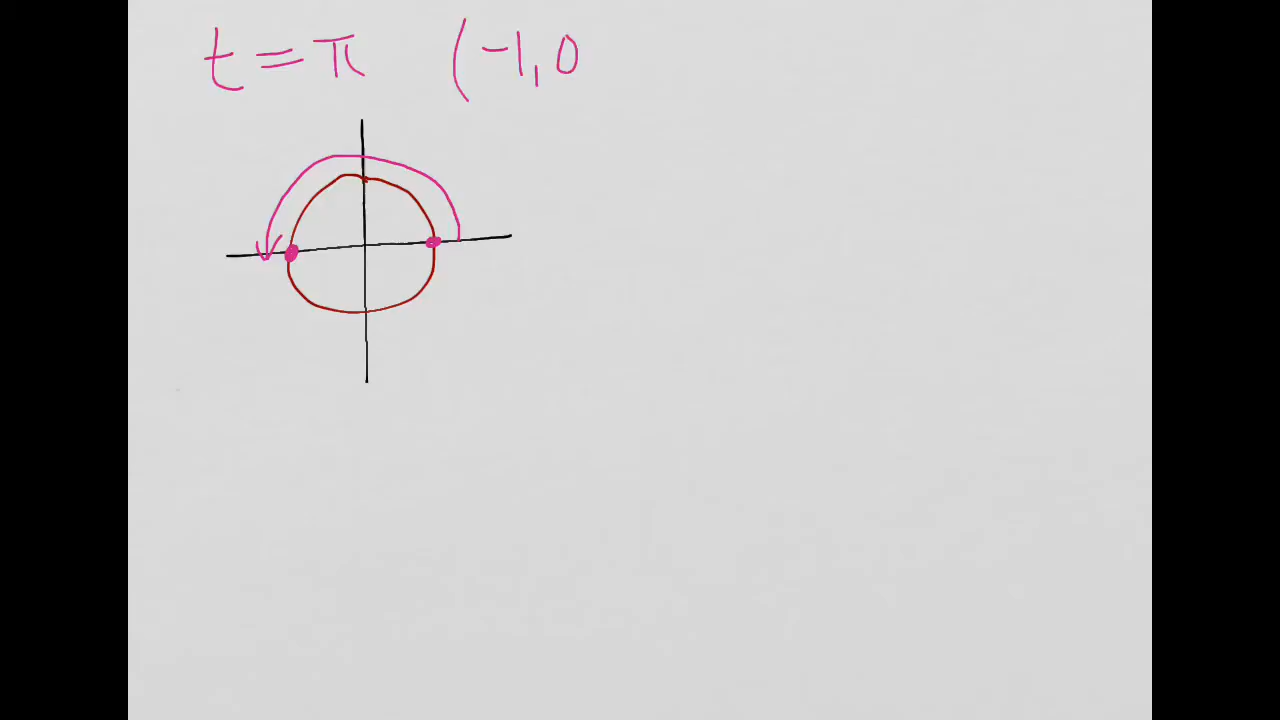 t = π (-1, 0